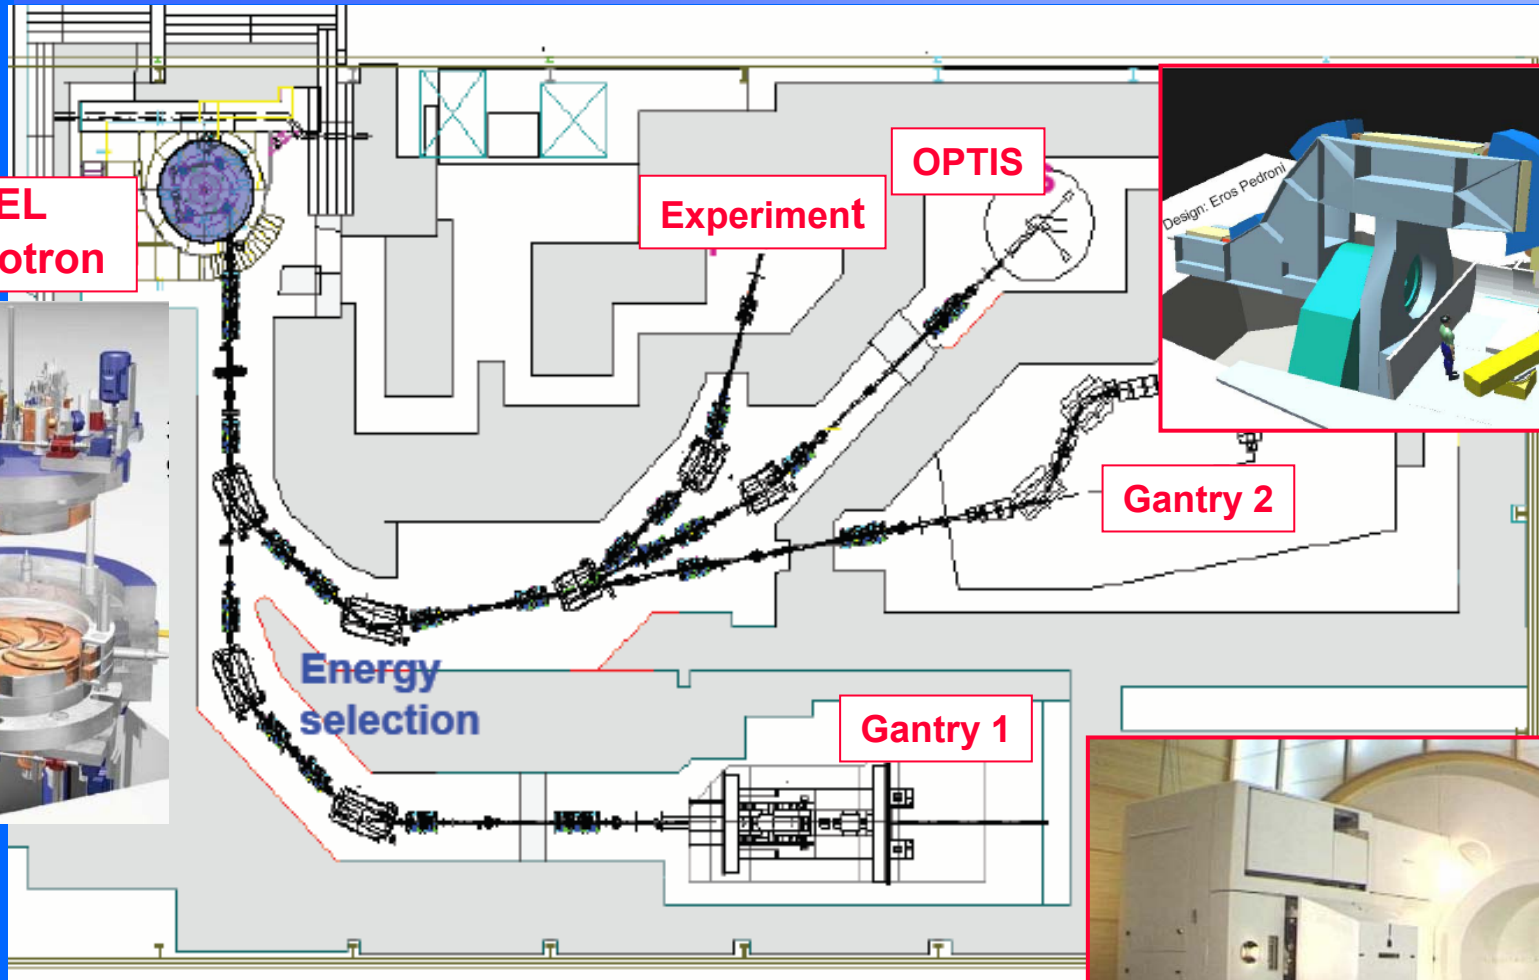 EL
otron
Experiment
OPTIS
Design: Eros Pedroni
Gantry 2
Energy
selection
Gantry 1